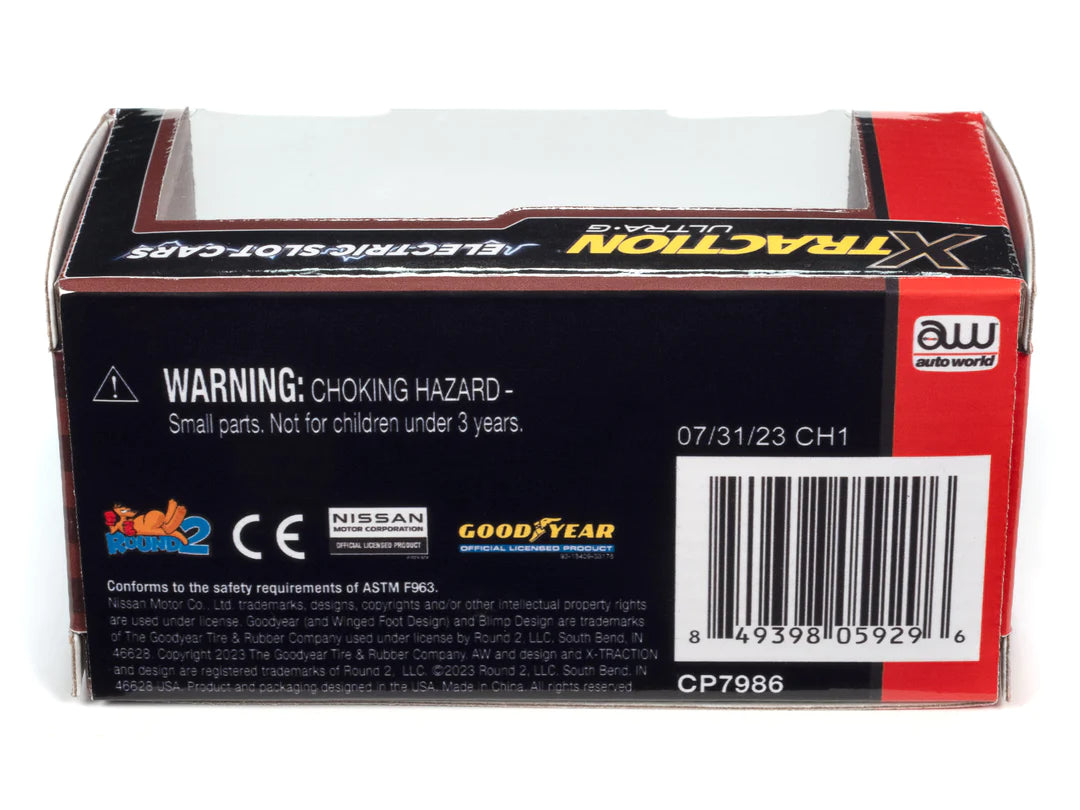 X TRACTION
ULTRA·G
ELECTRIC SLOT CARS
aw
auto world
WARNING: CHOKING HAZARD -
Small parts. Not for children under 3 years.
07/31/23 CH1
ROUND 2
CE
NISSAN
MOTOR CORPORATION
OFFICIAL LICENSED PRODUCT
GOODYEAR
OFFICIAL LICENSED PRODUCT
Conforms to the safety requirements of ASTM F963.
Nissan Motor Co., Ltd. trademarks, designs, copyrights and/or other intellectual property rights
are used under license. Goodyear (and Winged Foot Design) and Blimp Design are trademarks
of The Goodyear Tire & Rubber Company used under license by Round 2, LLC, South Bend, IN
46628. Copyright 2023 The Goodyear Tire & Rubber Company. AW and design and X-TRACTION
and design are registered trademarks of Round 2, LLC. ©2023 Round 2, LLC, South Bend, IN
46628 USA. Product and packaging designed in the USA. Made in China. All rights reserved.
8 49398 05929 6
CP7986